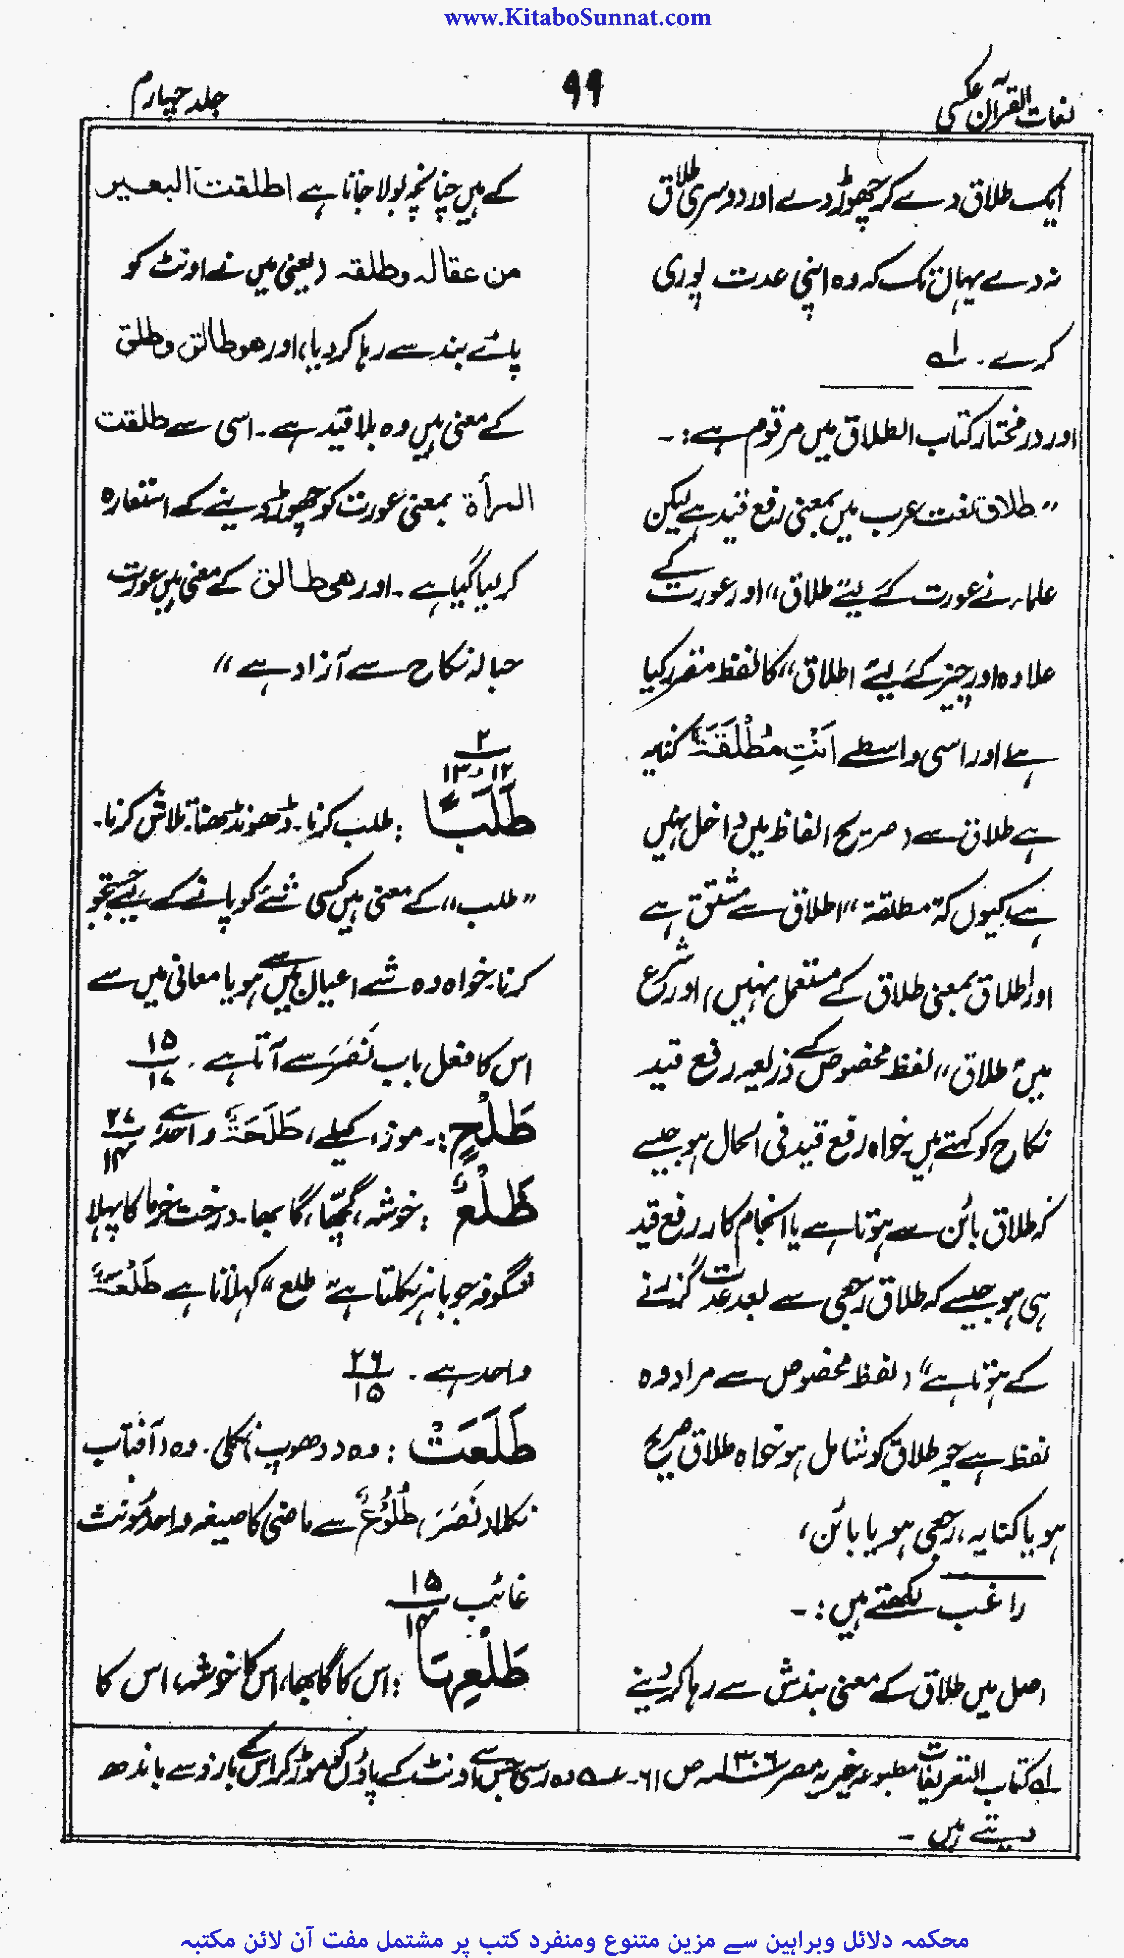 www.KitaboSunnat.com
لغات القرآن عکسی
۹۹
جلد چہارم
ایک طلاق دے کر چھوڑ دے اور دوسری طلاق
نہ دے یہاں تک کہ وہ اپنی عدت پوری
کرے ۔ لہ
اور در مختار کتاب الطلاق میں مرقوم ہے :۔
"طلاق لغت عرب میں بمعنی رفع قید ہے لیکن
علماء نے عورت کے لیئے طلاق" اور عورت کے
علاوہ اور چیز کے لیئے اطلاق" کا لفظ مقرر کیا
ہے اور اسی واسطے اَنْتِ مُطْلَقَةٌ کنایہ
ہے طلاق سے (صریح الفاظ میں داخل نہیں
ہے) کیوں کہ "مطلقة" اطلاق سے مشتق ہے
اور اطلاق بمعنی طلاق کے مستعمل نہیں) اور شرع
میں "طلاق" لفظ مخصوص کے ذریعہ رفع قید
نکاح کو کہتے ہیں خواہ رفع قید فی الحال ہو جیسے
کہ طلاق بائن سے ہوتا ہے یا انجام کار رفع قید
ہی ہو جیسے کہ طلاق رجعی سے بعد عدت گزرنے
کے ہوتا ہے" (لفظ مخصوص سے مراد وہ
لفظ ہے جو طلاق کو شامل ہو خواہ طلاق صریح
ہو یا کنایہ، رجعی ہو یا بائن،
راغب لکھتے ہیں :۔
اصل میں طلاق کے معنی بندش سے رہا کر دینے
کے ہیں چنانچہ بولا جاتا ہے اطلقت البعیر
من عقالہ وطلقہ (یعنی میں نے اونٹ کو
پائے بند سے رہا کر دیا) اور ھو طالق وطلق
کے معنی ہیں وہ بلا قید ہے ۔ اسی سے طلقت
المرأة بمعنی عورت کو چھوڑ دینے کے استعارہ
کر لیا گیا ہے ۔ اور ھی طالق کے معنی ہیں عورت
حبالہ نکاح سے آزاد ہے"
۲
۱۲ ، ۱۳
طَلَبًا : طلب کرنا ۔ ڈھونڈھنا ۔ تلاش کرنا ۔
"طلب" کے معنی ہیں کسی شئے کو پانے کے لیے جستجو
کرنا ۔ خواہ وہ شے اعیان میں سے ہو یا معانی میں سے
اس کا فعل باب نَصَرَ سے آتا ہے ۔ ۱۵
۱۷
طَلْحٍ :۔ موز، کیلے، طَلْحَةٌ واحد ہے ۲۷
۱۴
طَلْعٌ : خوشہ، گچھا، گا بھا ۔ درخت خرما کا پہلا
شگوفہ جو باہر نکلتا ہے "طلع" کہلاتا ہے طَلْعَةٌ
واحد ہے ۔ ۲۶
۱۵
طَلَعَتْ : وہ (دھوپ) نکلی ۔ وہ (آفتاب
نکلا (نَصَرَ) طُلُوْعٌ سے ماضی کا صیغہ واحد مؤنث
غائب ۱۵
۱۴
طَلْعِهَا : اس کا گا بھا، اس کا خوشہ، اس کا
لہ کتاب التعریفات مطبوعہ خیریہ مصر ۱۳۰۶ھ ص ۶۱۔ عہ وہ رسی جس سے اونٹ کے پاؤں کو موڑ کر اس کے بازو سے باندھ
دیتے ہیں ۔
محکمہ دلائل وبراہین سے مزین متنوع ومنفرد کتب پر مشتمل مفت آن لائن مکتبہ